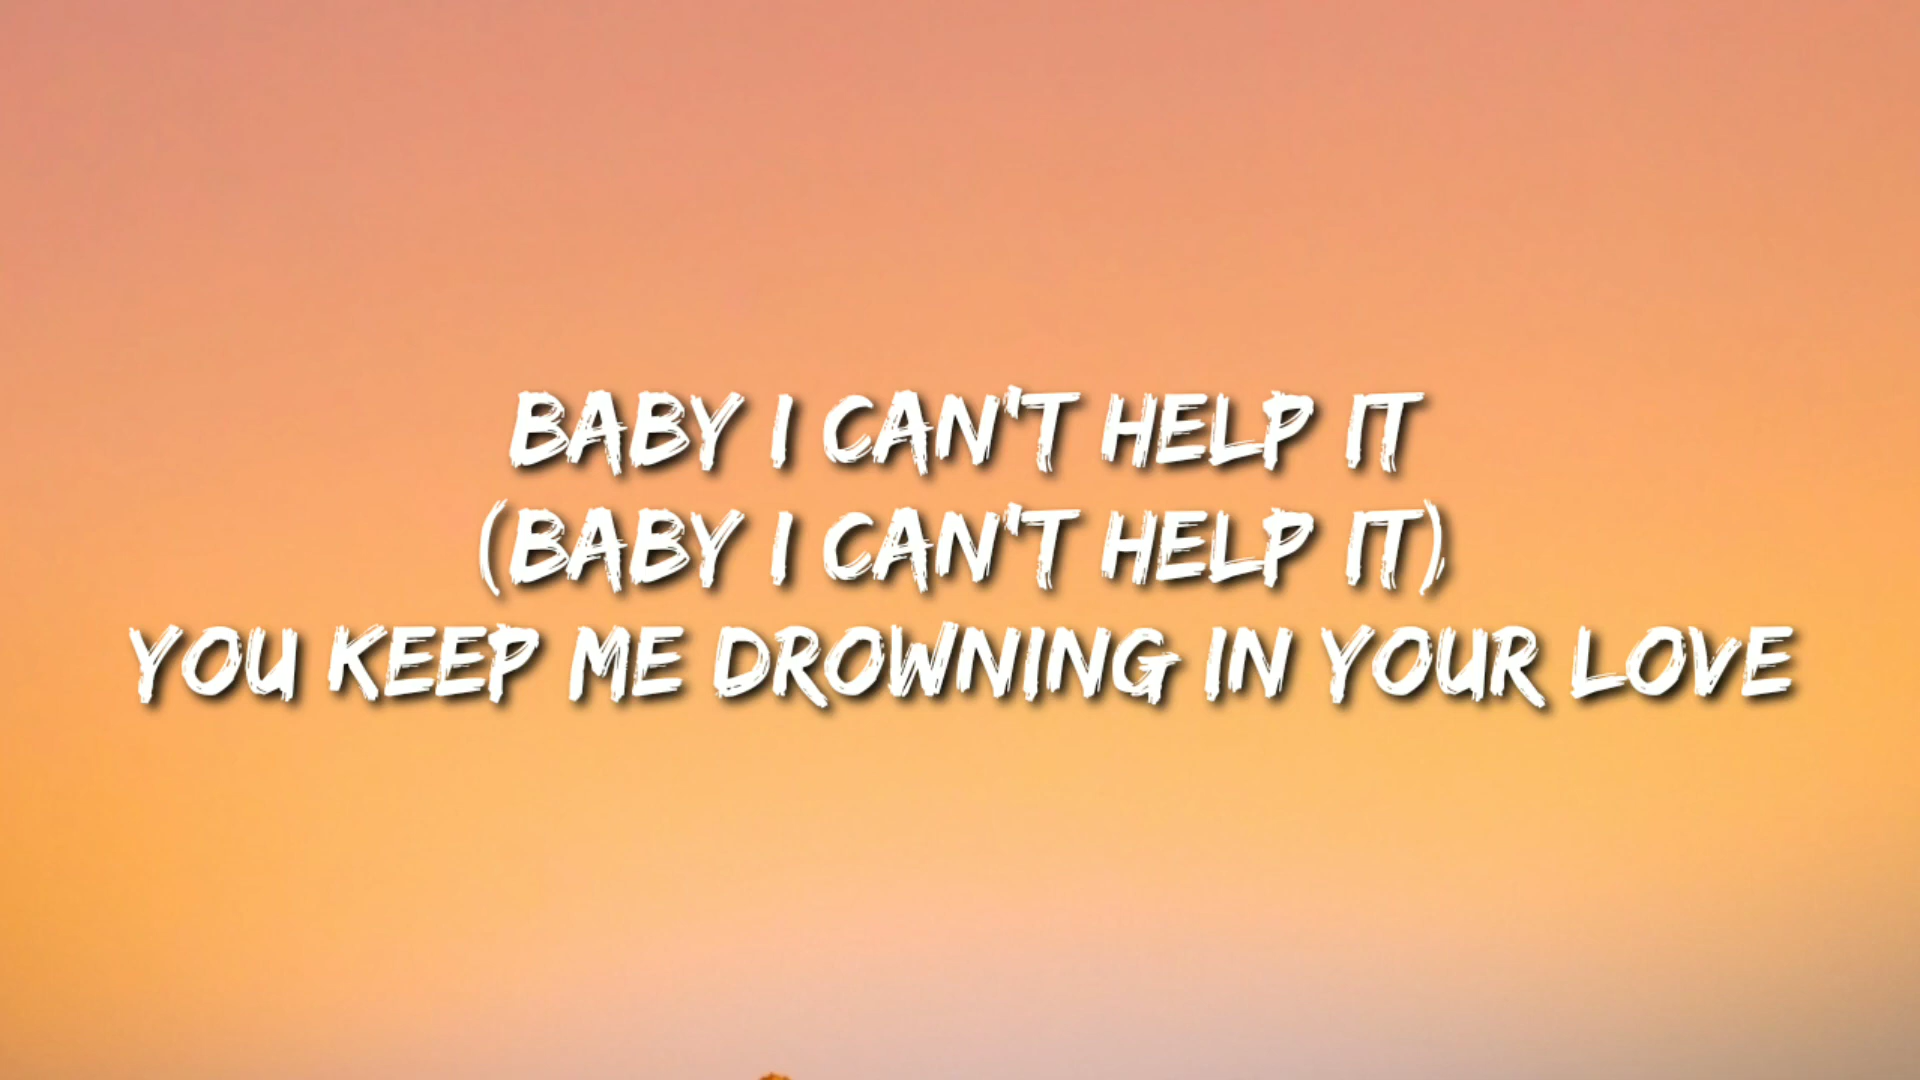 BABY I CAN'T HELP IT
(BABY I CAN'T HELP IT)
YOU KEEP ME DROWNING IN YOUR LOVE